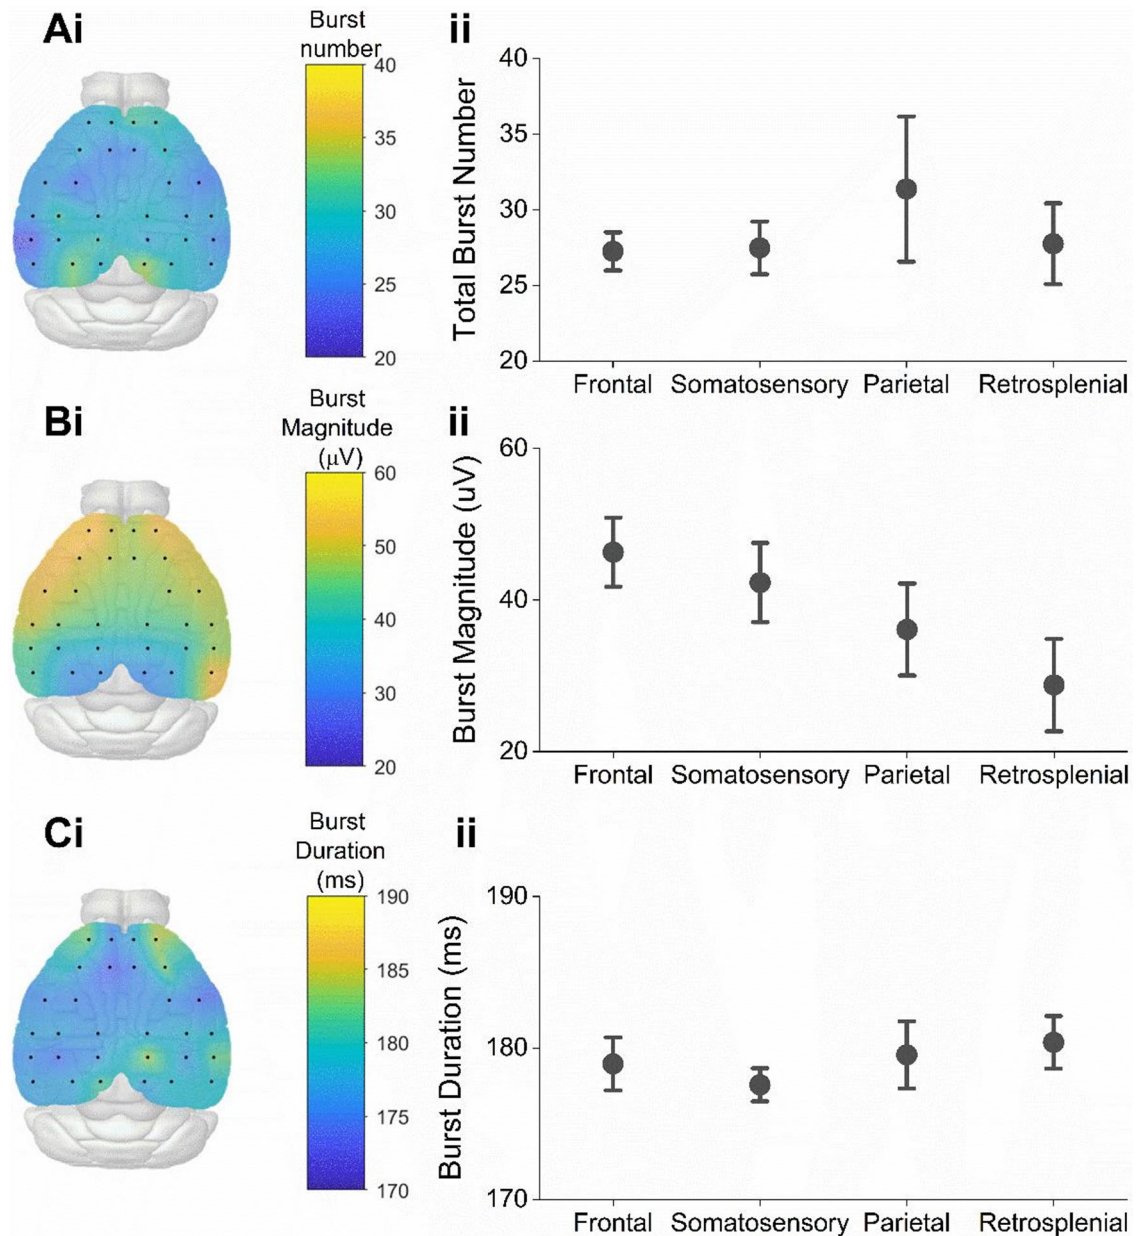 Ai
Burst
number
40
35
30
25
20
ii
Total Burst Number
40
35
30
25
20
Frontal Somatosensory Parietal Retrosplenial
Bi
Burst
Magnitude
(μV)
60
50
40
30
20
ii
Burst Magnitude (uV)
60
40
20
Frontal Somatosensory Parietal Retrosplenial
Ci
Burst
Duration
(ms)
190
185
180
175
170
ii
Burst Duration (ms)
190
180
170
Frontal Somatosensory Parietal Retrosplenial